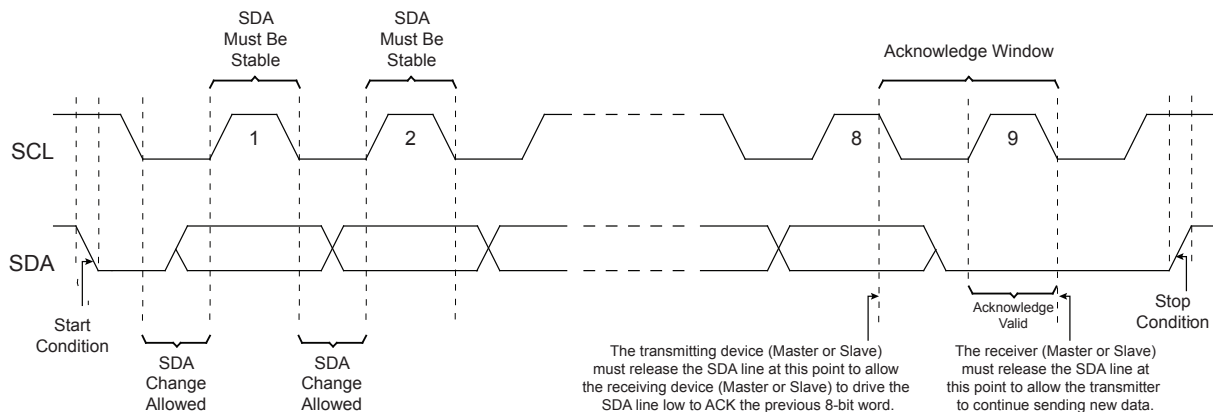 SDA
Must Be
Stable
SDA
Must Be
Stable
Acknowledge Window
SCL
1
2
8
9
SDA
Start
Condition
SDA
Change
Allowed
SDA
Change
Allowed
Acknowledge
Valid
Stop
Condition
The transmitting device (Master or Slave)
must release the SDA line at this point to allow
the receiving device (Master or Slave) to drive the
SDA line low to ACK the previous 8-bit word.
The receiver (Master or Slave)
must release the SDA line at
this point to allow the transmitter
to continue sending new data.